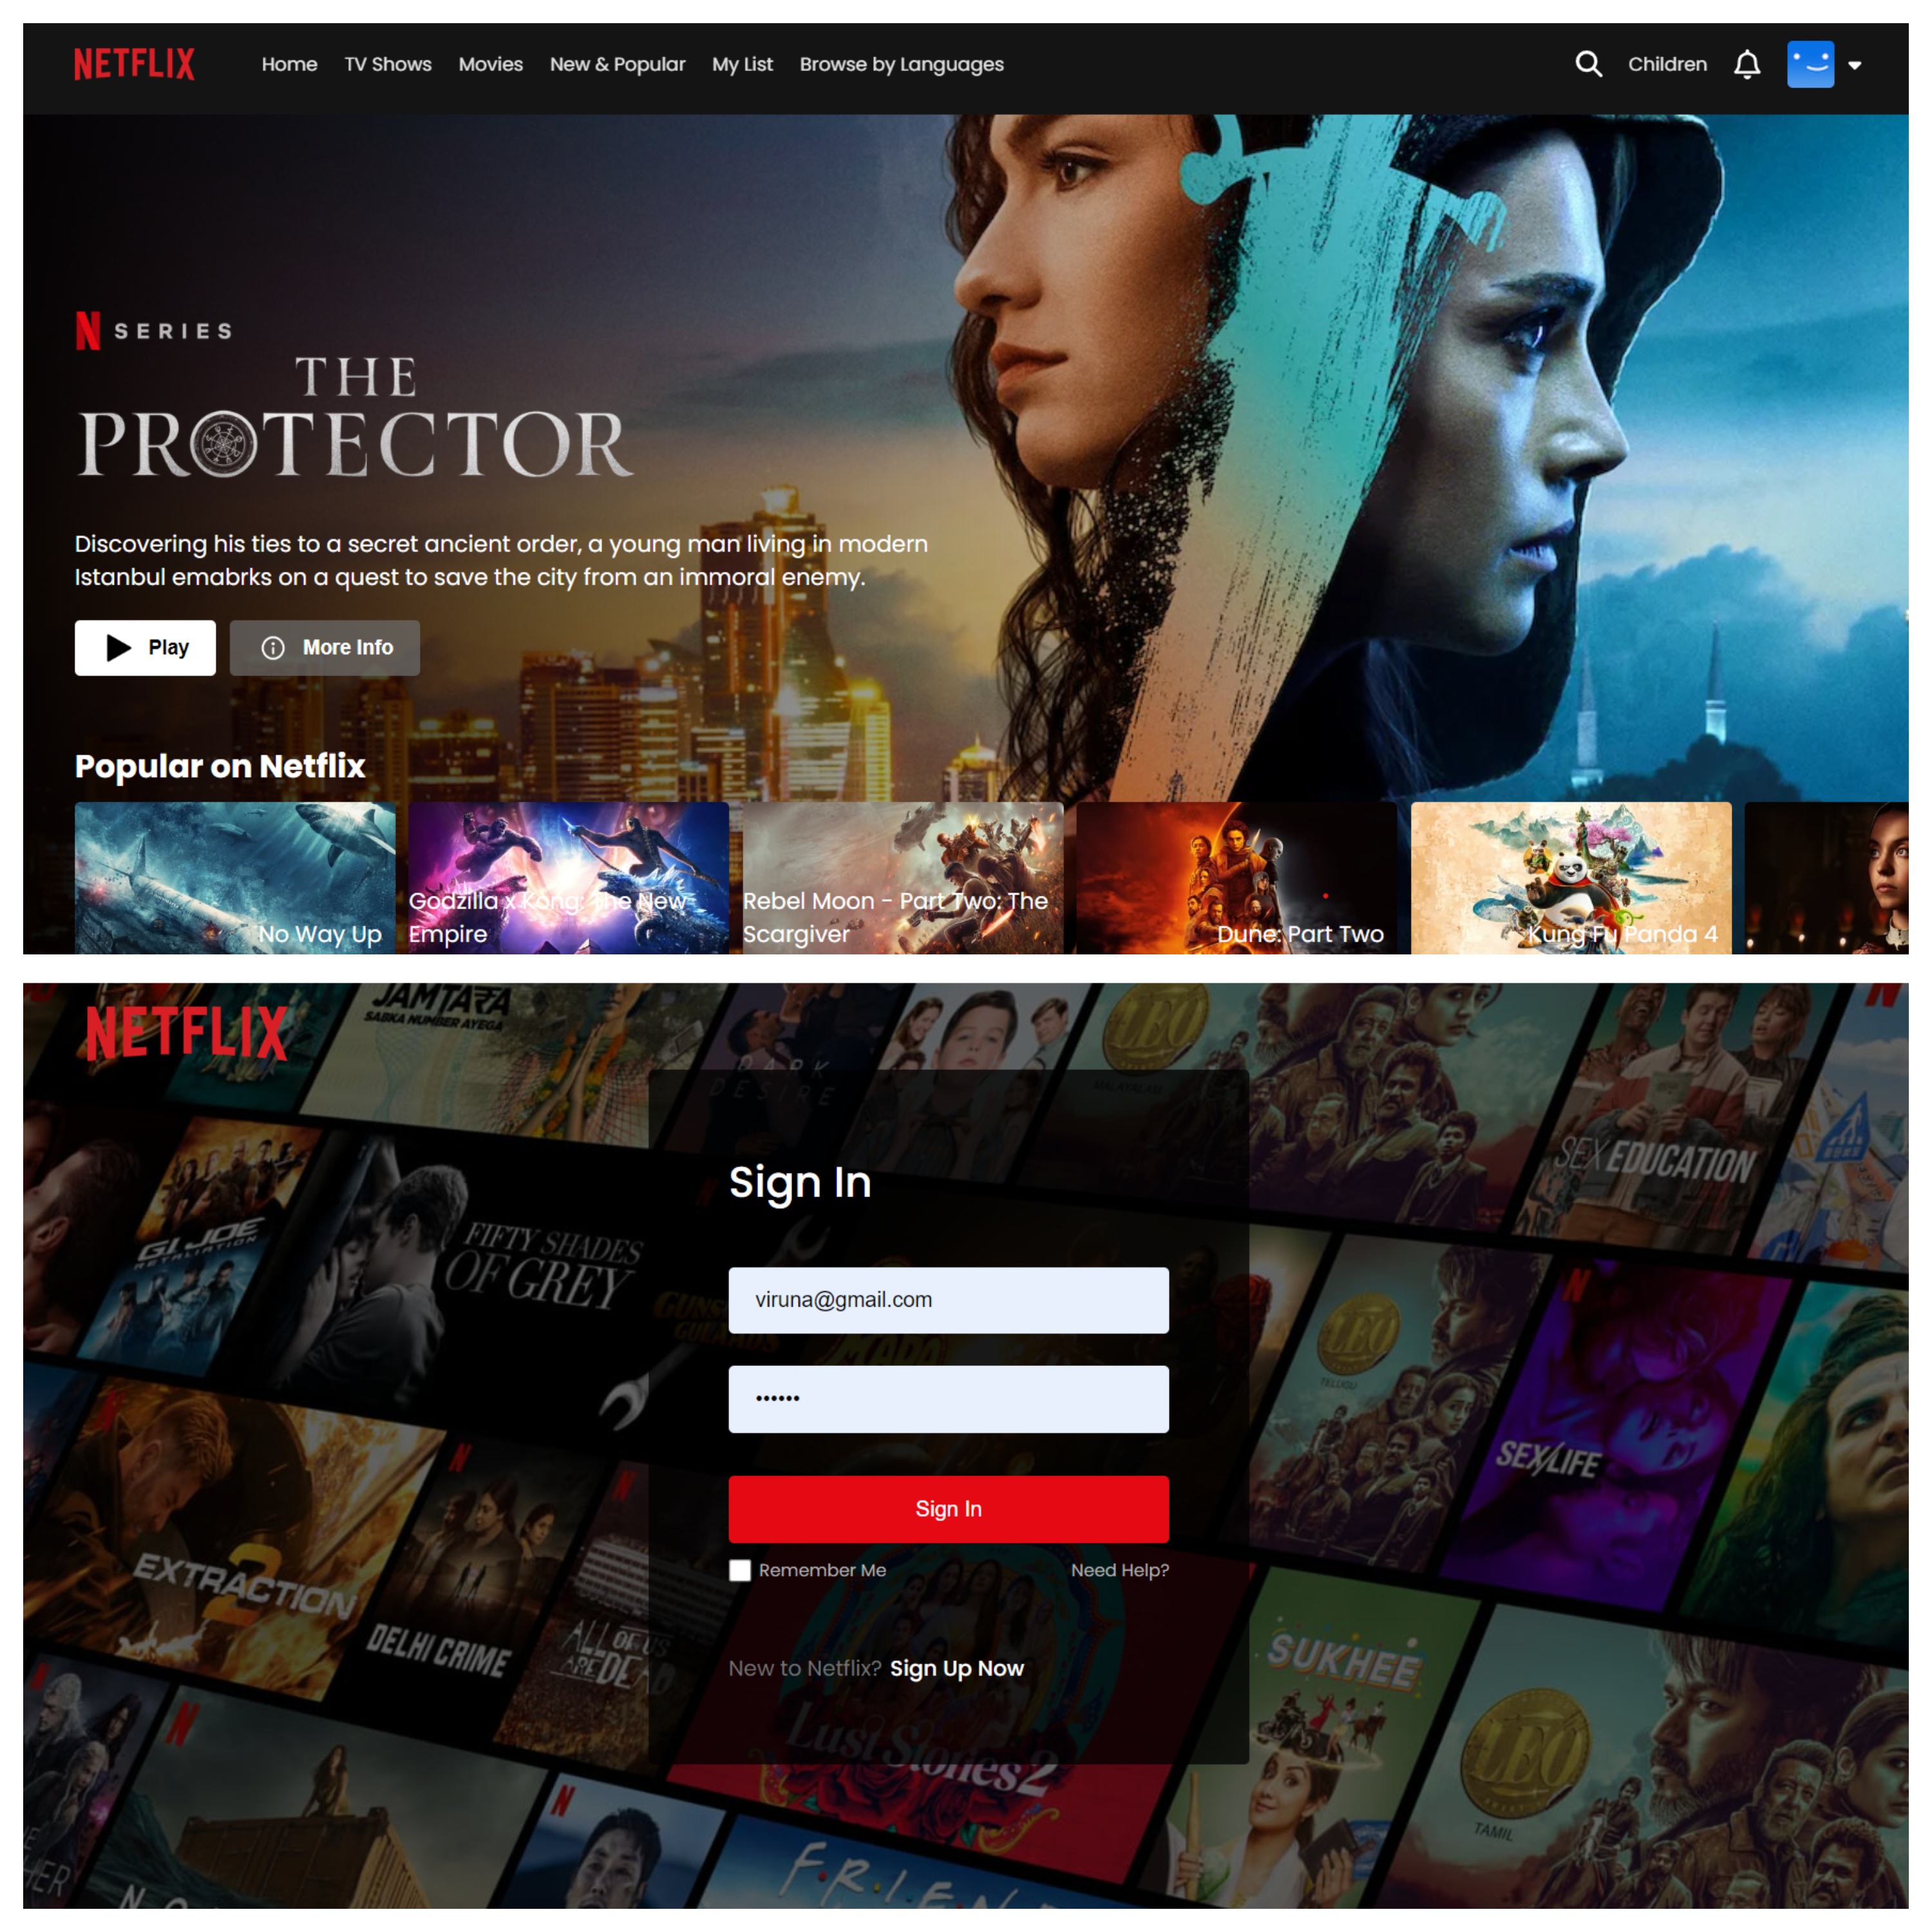 NETFLIX Home TV Shows Movies New & Popular My List Browse by Languages Children
N SERIES
THE
PROTECTOR
Discovering his ties to a secret ancient order, a young man living in modern
Istanbul emabrks on a quest to save the city from an immoral enemy.
Play More Info
Popular on Netflix
No Way Up
Godzilla x Kong: The New
Empire
Rebel Moon - Part Two: The
Scargiver
Dune: Part Two
Kung Fu Panda 4
NETFLIX
JAMTARA
SABKA NUMBER AYEGA
DARK
DESIRE
LEO
MALAYALAM
SEX EDUCATION
G.I. JOE
RETALIATION
FIFTY SHADES
OF GREY
Sign In
viruna@gmail.com
••••••
Sign In
Remember Me Need Help?
New to Netflix? Sign Up Now
LEO
TELUGU
SEX/LIFE
EXTRACTION
2
DELHI CRIME
ALL OF US
ARE DEAD
SUKHEE
Lust Stories 2
LEO
TAMIL